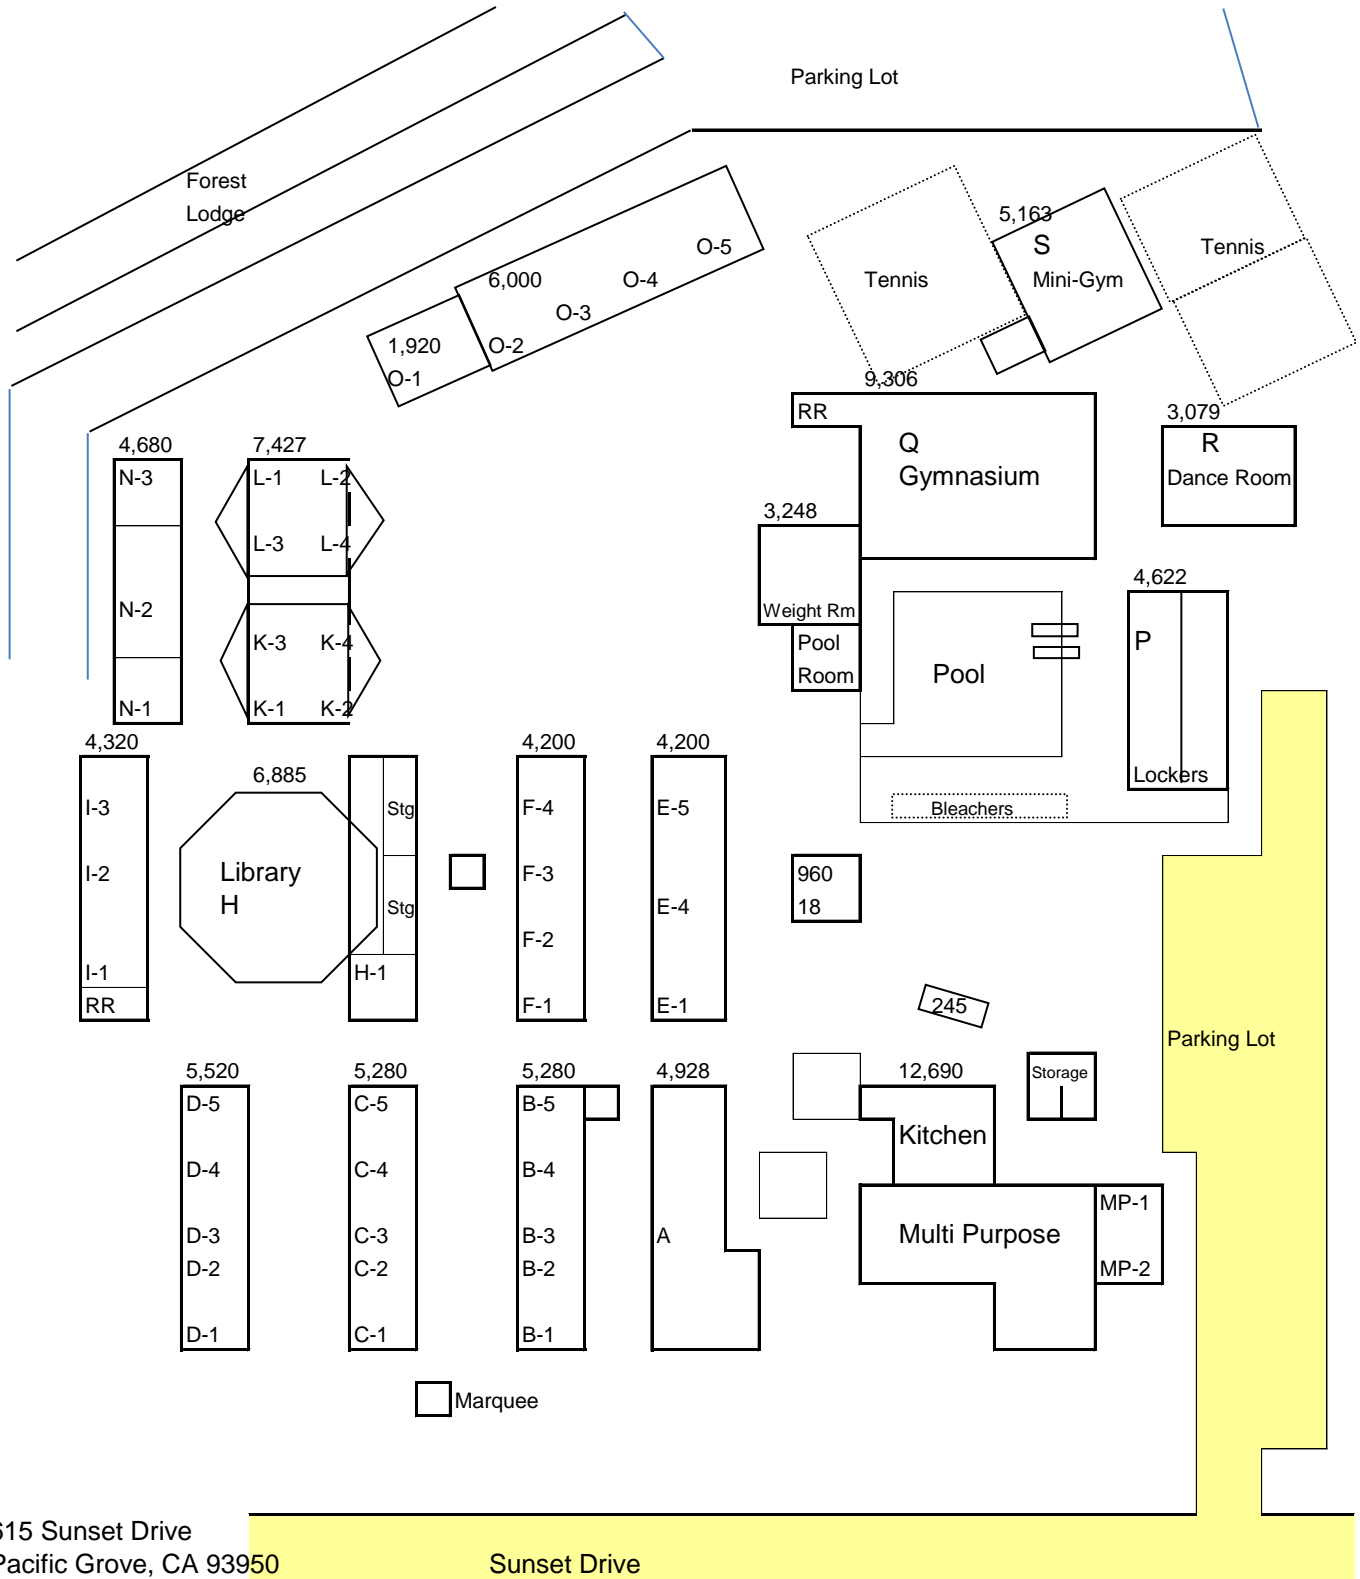 Parking Lot
Forest
Lodge
5,163
S
Mini-Gym
Tennis
Tennis
O-5
O-4
O-3
6,000
O-2
1,920
O-1
9,306
RR
Q
Gymnasium
3,079
R
Dance Room
4,680
N-3
N-2
N-1
7,427
L-1 L-2
L-3 L-4
K-3 K-4
K-1 K-2
3,248
Weight Rm
Pool
Room
Pool
4,622
P
Lockers
Bleachers
4,320
I-3
I-2
I-1
RR
6,885
Library
H
Stg
Stg
H-1
4,200
F-4
F-3
F-2
F-1
4,200
E-5
E-4
E-1
960
18
245
Parking Lot
5,520
D-5
D-4
D-3
D-2
D-1
5,280
C-5
C-4
C-3
C-2
C-1
5,280
B-5
B-4
B-3
B-2
B-1
4,928
A
12,690
Kitchen
Storage
Multi Purpose
MP-1
MP-2
Marquee
615 Sunset Drive
Pacific Grove, CA 93950
Sunset Drive